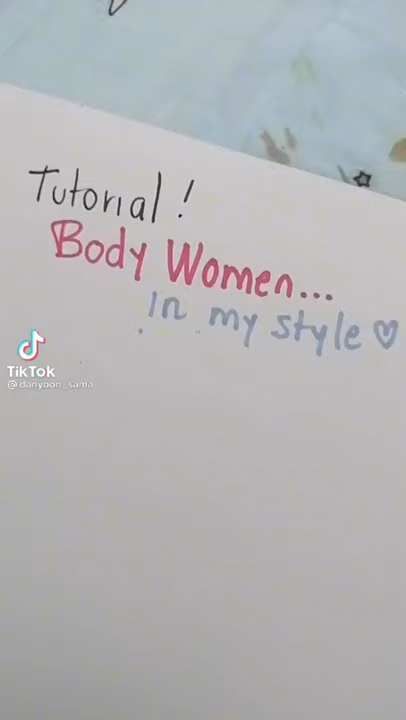 Tutorial!
Body Women...
in my style ♡
TikTok
@danyoon_sama